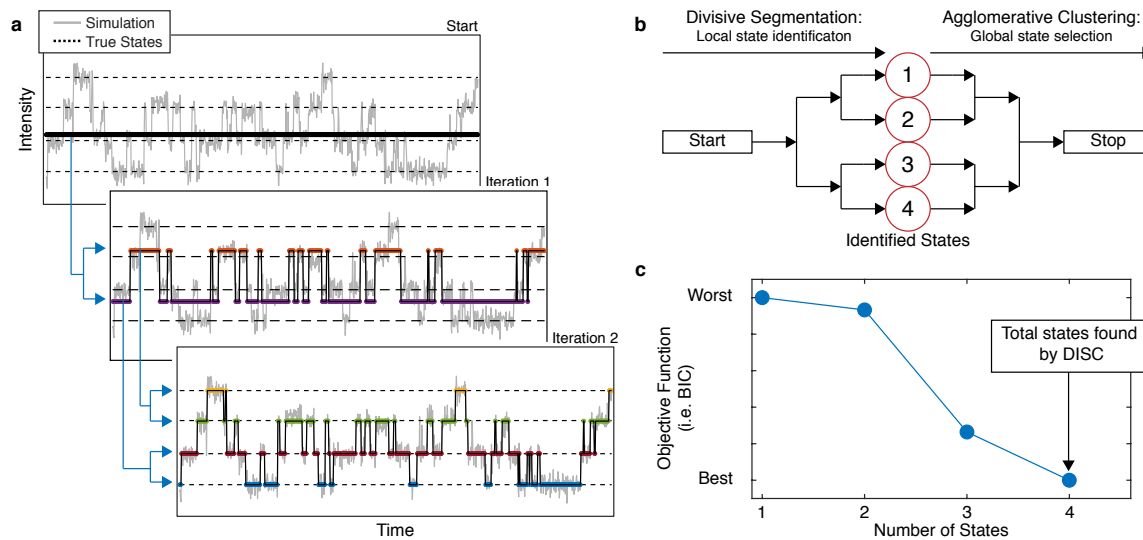 a
Simulation
True States
Start
Intensity
Iteration 1
Iteration 2
Time
b
Divisive Segmentation:
Local state identificaton
Agglomerative Clustering:
Global state selection
Start
1
2
3
4
Stop
Identified States
c
Worst
Best
Objective Function
(i.e. BIC)
Total states found
by DISC
1
2
3
4
Number of States